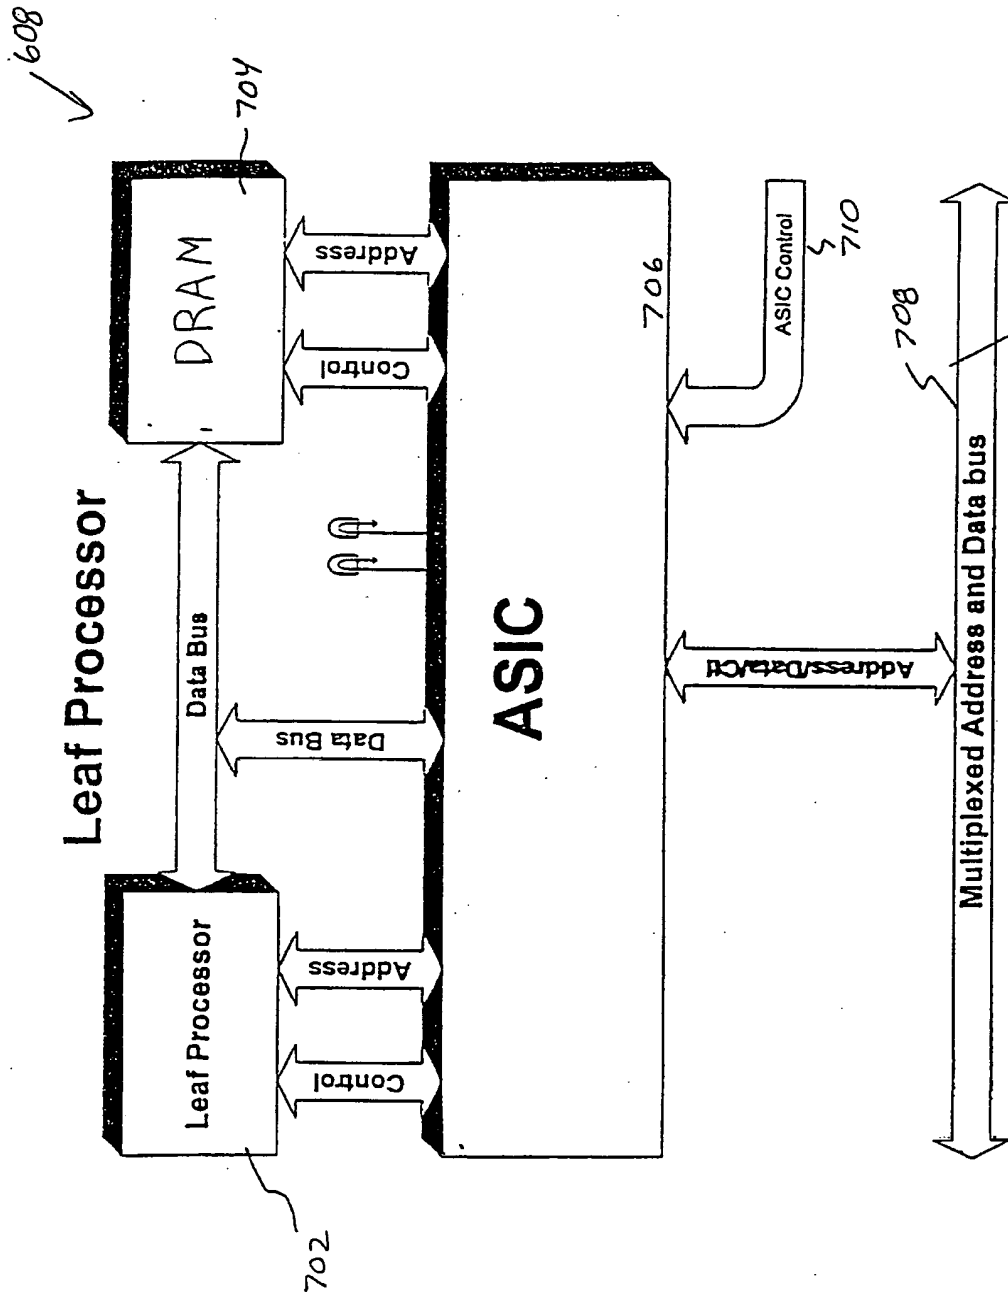 608
Leaf Processor
704
DRAM
Data Bus
Leaf Processor
702
Control
Address
Data Bus
Control
Address
ASIC
706
ASIC Control
710
Address/Data/Ctl
708
Multiplexed Address and Data bus